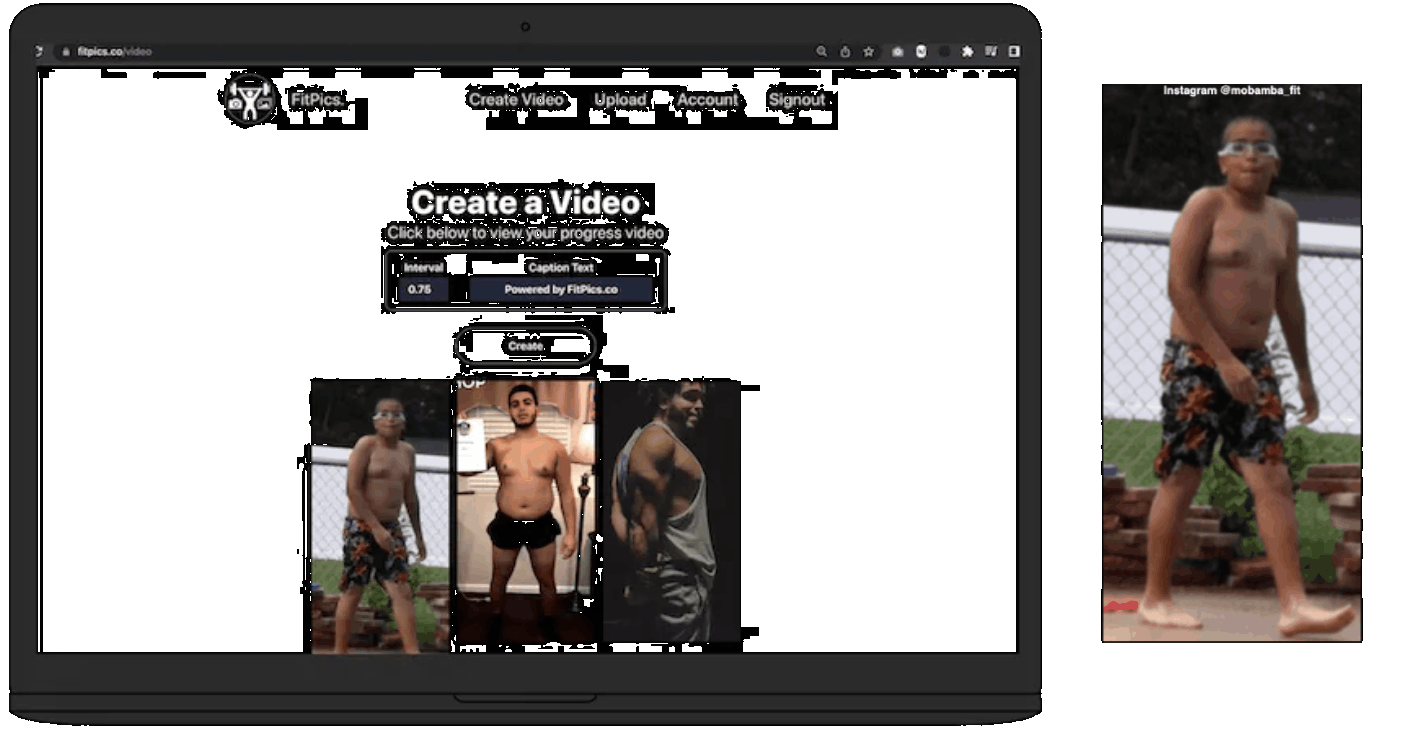 fitpics.co/video
FitPics.
Create Video
Upload
Account
Signout
Create a Video
Click below to view your progress video
Interval
Caption Text
0.75
Powered by FitPics.co
Create
Instagram @mobamba_fit